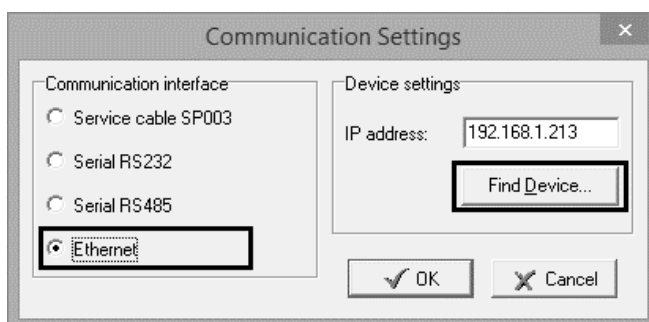 Communication Settings
Communication interface
Service cable SP003
Serial RS232
Serial RS485
Ethernet
Device settings
IP address: 192.168.1.213
Find Device...
OK
Cancel